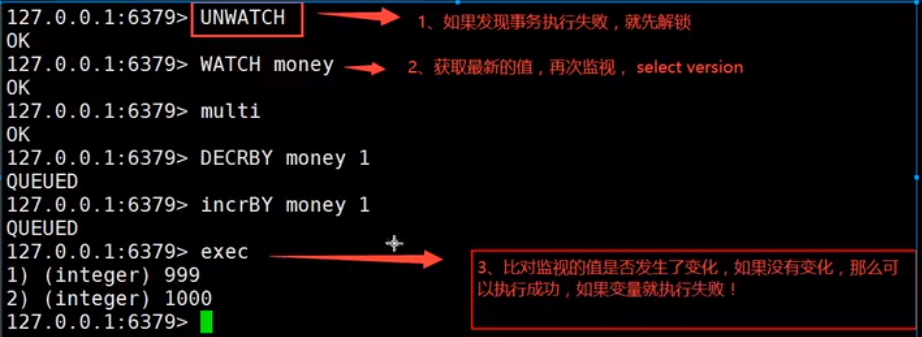 127.0.0.1:6379> UNWATCH
1、如果发现事务执行失败，就先解锁
OK
127.0.0.1:6379> WATCH money
2、获取最新的值，再次监视， select version
OK
127.0.0.1:6379> multi
OK
127.0.0.1:6379> DECRBY money 1
QUEUED
127.0.0.1:6379> incrBY money 1
QUEUED
127.0.0.1:6379> exec
1) (integer) 999
2) (integer) 1000
127.0.0.1:6379>
3、比对监视的值是否发生了变化，如果没有变化，那么可
以执行成功，如果变量就执行失败！